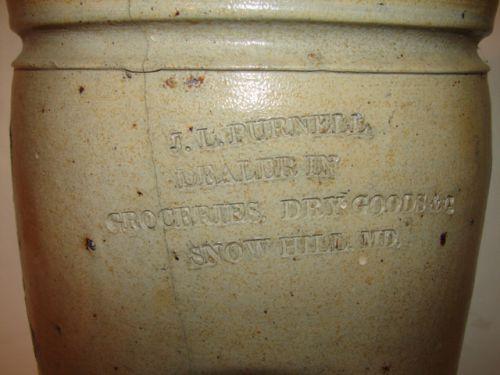 J. L. PURNELL,
DEALER IN
GROCERIES, DRY GOODS &C
SNOW HILL. MD.